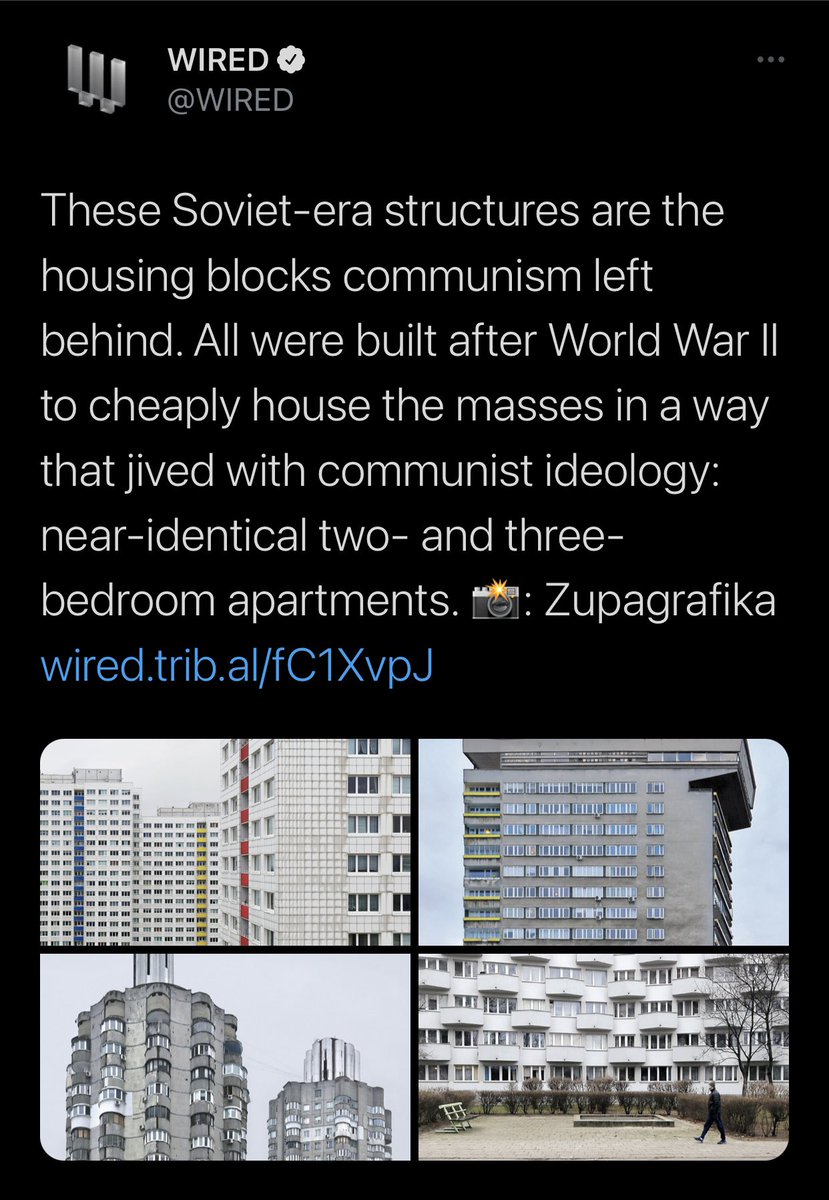 WIRED
@WIRED
These Soviet-era structures are the
housing blocks communism left
behind. All were built after World War II
to cheaply house the masses in a way
that jived with communist ideology:
near-identical two- and three-
bedroom apartments. 📸: Zupagrafika
wired.trib.al/fC1XvpJ